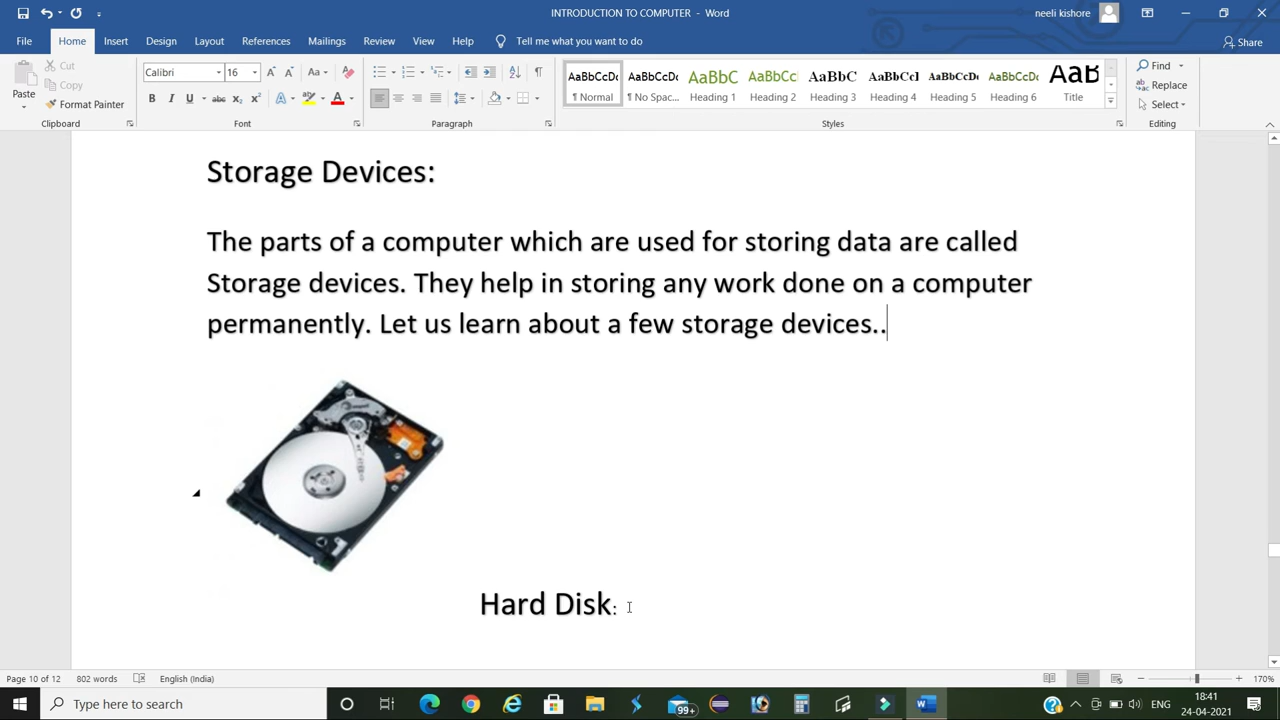 INTRODUCTION TO COMPUTER - Word
neeli kishore
File Home Insert Design Layout References Mailings Review View Help Tell me what you want to do
Share
Paste
Cut
Copy
Format Painter
Clipboard
Calibri 16
Font
Paragraph
AaBbCcDc AaBbCcDc AaBbC AaBbCcDc AaBbC AaBbCcI AaBbCcDc AaBbCcDc AaB
¶ Normal ¶ No Spac... Heading 1 Heading 2 Heading 3 Heading 4 Heading 5 Heading 6 Title
Styles
Find
Replace
Select
Editing
Storage Devices:
The parts of a computer which are used for storing data are called
Storage devices. They help in storing any work done on a computer
permanently. Let us learn about a few storage devices..
Hard Disk:
Page 10 of 12 802 words English (India)
170%
Type here to search
99+
ENG
18:41
24-04-2021